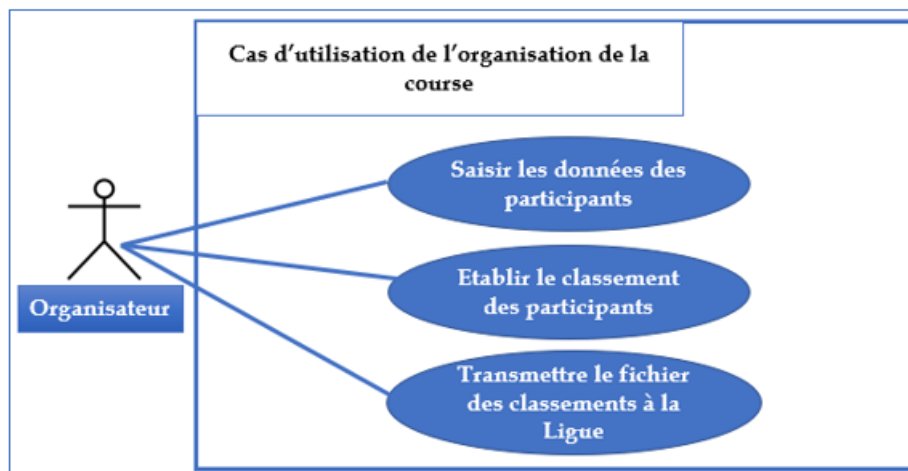 Cas d'utilisation de l'organisation de la
course
Saisir les données des
participants
Etablir le classement
des participants
Organisateur
Transmettre le fichier
des classements à la
Ligue